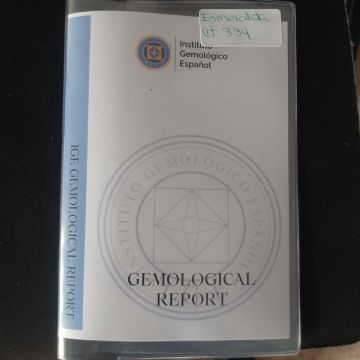 Esmeralda
ct 334
Instituto
Gemológico
Español
IGE GEMOLOGICAL REPORT
INSTITUTO GEMOLÓGICO ESPAÑOL
GEMOLOGICAL
REPORT